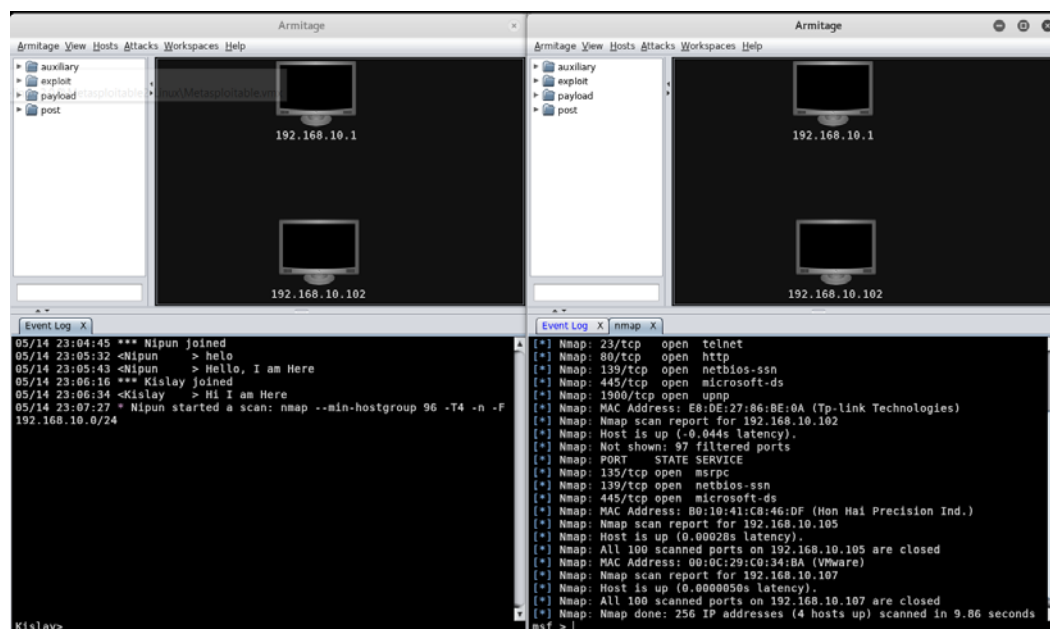 Armitage ×
Armitage View Hosts Attacks Workspaces Help
auxiliary
exploit
payload
post
Linux\Metasploitable.vm
192.168.10.1
192.168.10.102
Event Log X
05/14 23:04:45 *** Nipun joined
05/14 23:05:32 <Nipun > helo
05/14 23:05:43 <Nipun > Hello, I am Here
05/14 23:06:16 *** Kislay joined
05/14 23:06:34 <Kislay > Hi I am Here
05/14 23:07:27 * Nipun started a scan: nmap --min-hostgroup 96 -T4 -n -F
192.168.10.0/24
Kislay>
Armitage
Armitage View Hosts Attacks Workspaces Help
auxiliary
exploit
payload
post
192.168.10.1
192.168.10.102
Event Log X nmap X
[*] Nmap: 23/tcp open telnet
[*] Nmap: 80/tcp open http
[*] Nmap: 139/tcp open netbios-ssn
[*] Nmap: 445/tcp open microsoft-ds
[*] Nmap: 1900/tcp open upnp
[*] Nmap: MAC Address: E8:DE:27:86:BE:0A (Tp-link Technologies)
[*] Nmap: Nmap scan report for 192.168.10.102
[*] Nmap: Host is up (-0.044s latency).
[*] Nmap: Not shown: 97 filtered ports
[*] Nmap: PORT STATE SERVICE
[*] Nmap: 135/tcp open msrpc
[*] Nmap: 139/tcp open netbios-ssn
[*] Nmap: 445/tcp open microsoft-ds
[*] Nmap: MAC Address: B0:10:41:C8:46:DF (Hon Hai Precision Ind.)
[*] Nmap: Nmap scan report for 192.168.10.105
[*] Nmap: Host is up (0.00028s latency).
[*] Nmap: All 100 scanned ports on 192.168.10.105 are closed
[*] Nmap: MAC Address: 00:0C:29:C0:34:BA (VMware)
[*] Nmap: Nmap scan report for 192.168.10.107
[*] Nmap: Host is up (0.0000050s latency).
[*] Nmap: All 100 scanned ports on 192.168.10.107 are closed
[*] Nmap: Nmap done: 256 IP addresses (4 hosts up) scanned in 9.86 seconds
msf >